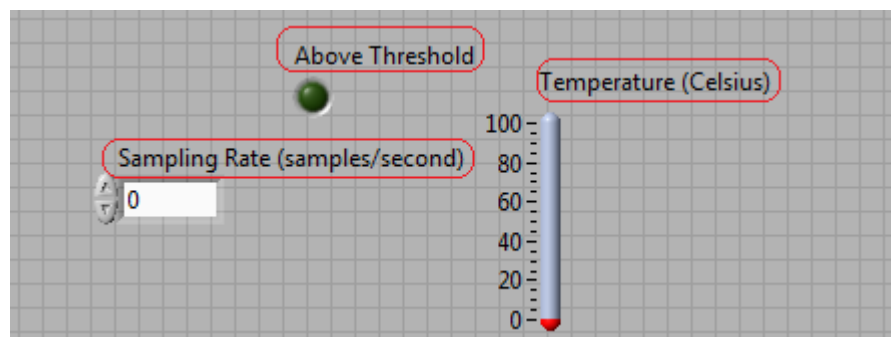 Above Threshold
Temperature (Celsius)
Sampling Rate (samples/second)
0
100
80
60
40
20
0